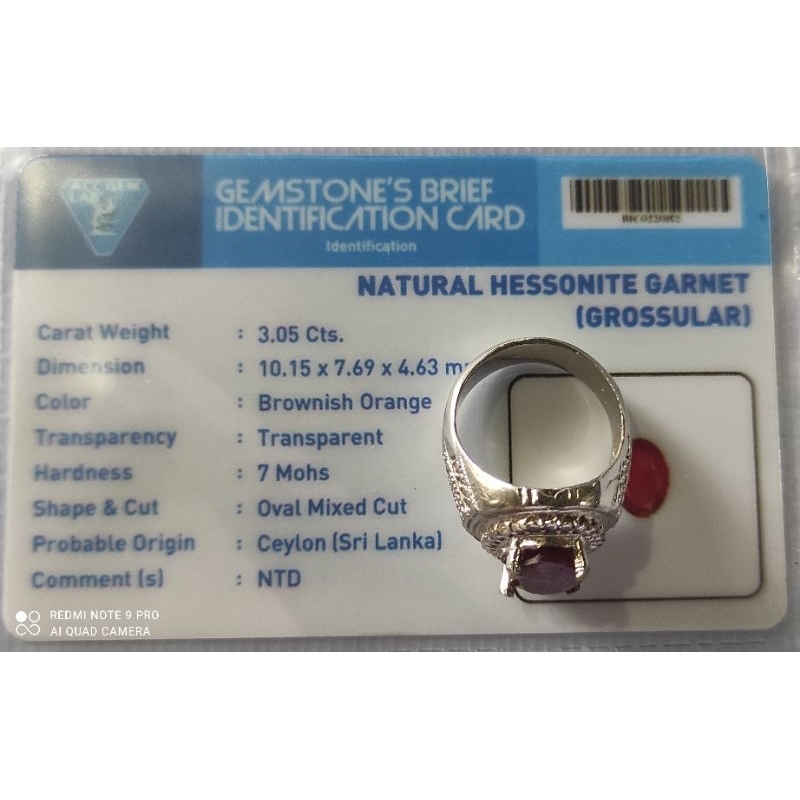 GEMSTONE'S BRIEF
IDENTIFICATION CARD
Identification
NATURAL HESSONITE GARNET
(GROSSULAR)
Carat Weight : 3.05 Cts.
Dimension : 10.15 x 7.69 x 4.63
Color : Brownish Orange
Transparency : Transparent
Hardness : 7 Mohs
Shape & Cut : Oval Mixed Cut
Probable Origin : Ceylon (Sri Lanka)
Comment (s) : NTD
REDMI NOTE 9 PRO
AI QUAD CAMERA